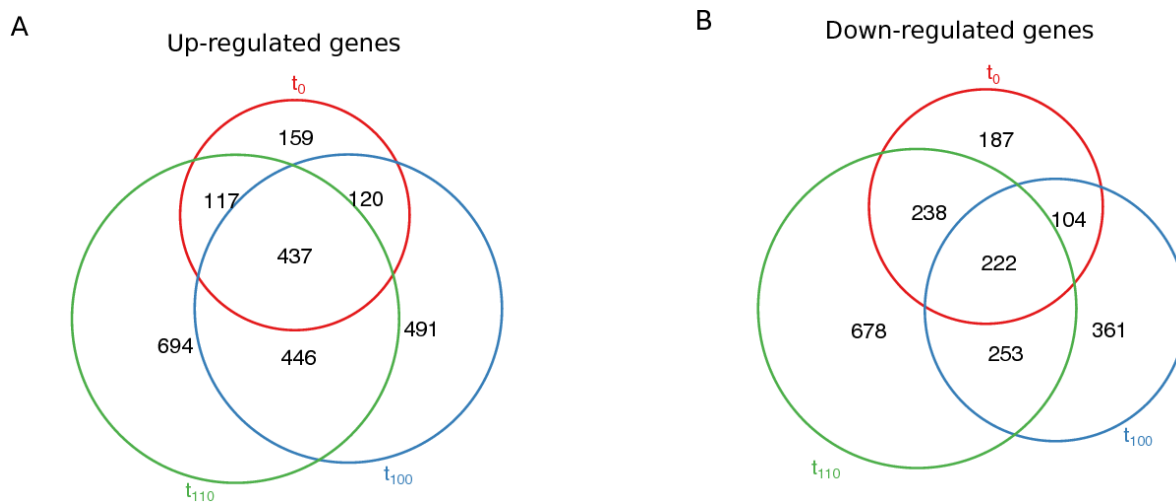 A
Up-regulated genes
t0
159
117
120
437
694
446
491
t110
t100
B
Down-regulated genes
t0
187
238
104
222
678
253
361
t110
t100